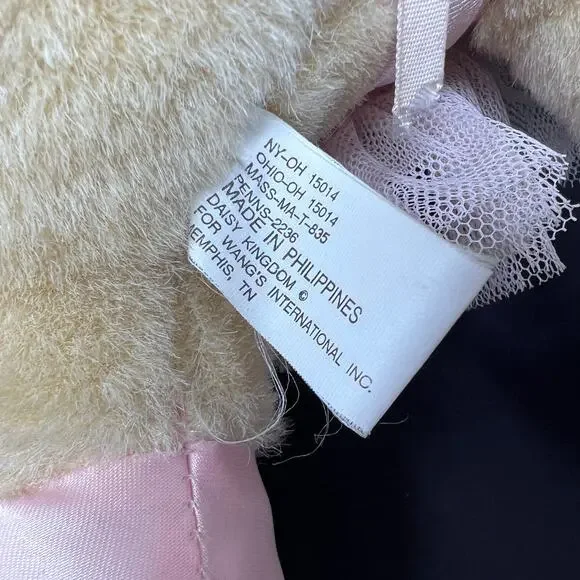 NY-OH 15014
OHIO-OH 15014
MASS-MA-T-835
PENNS-2236
MADE IN PHILIPPINES
DAISY KINGDOM ©
FOR WANG'S INTERNATIONAL INC.
MEMPHIS, TN